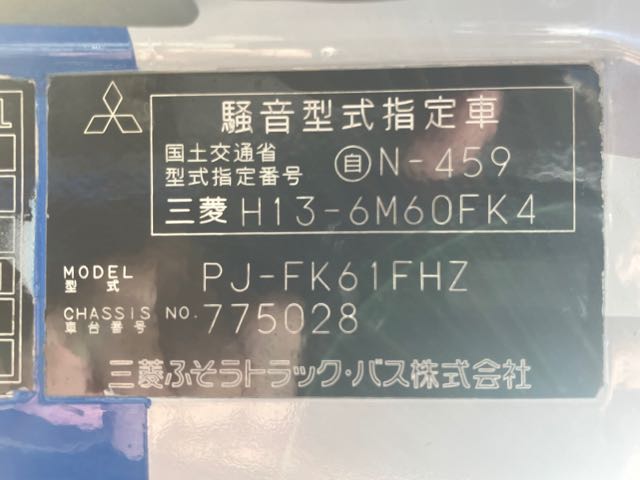 騒音型式指定車
国土交通省
型式指定番号 自N-459
三菱 H13-6M60FK4
MODEL
型式 PJ-FK61FHZ
CHASSIS NO.
車台番号 775028
三菱ふそうトラック・バス株式会社
L